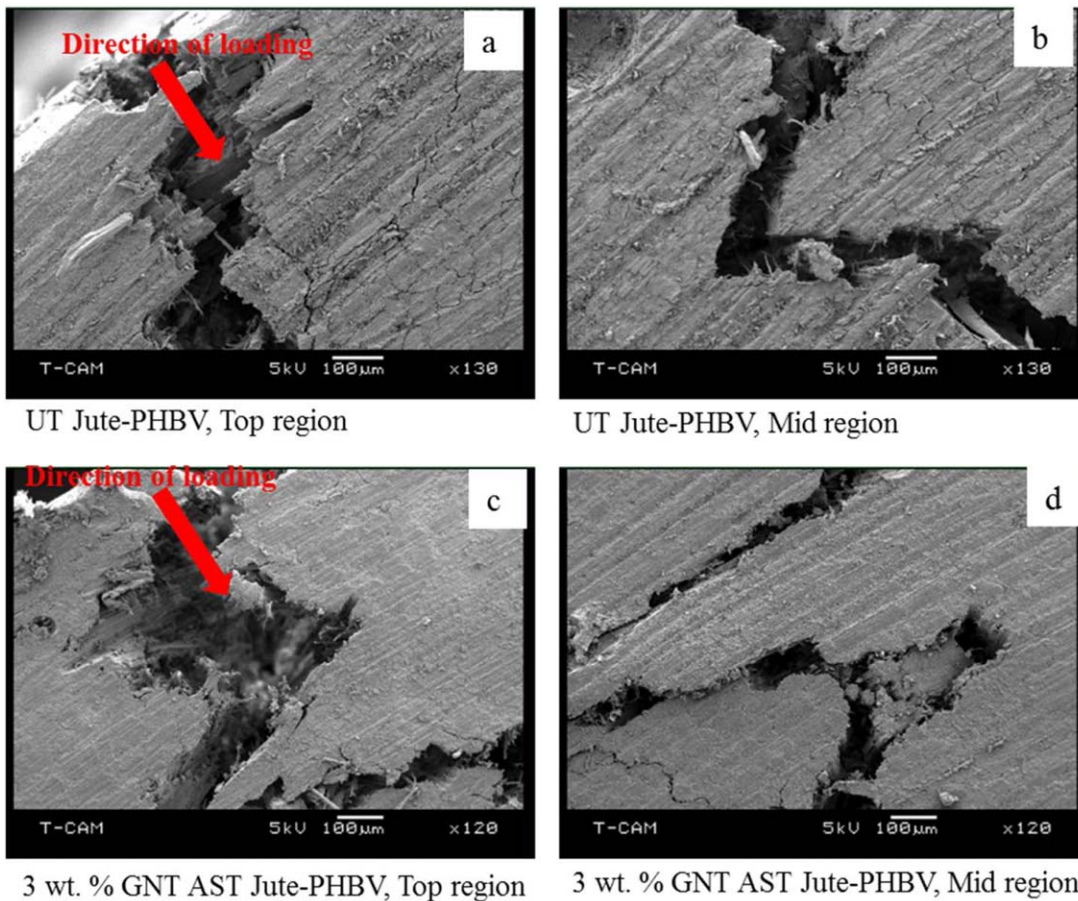 Direction of loading
a
T-CAM 5kV 100μm x130
UT Jute-PHBV, Top region
b
T-CAM 5kV 100μm x130
UT Jute-PHBV, Mid region
Direction of loading
c
T-CAM 5kV 100μm x120
3 wt. % GNT AST Jute-PHBV, Top region
d
T-CAM 5kV 100μm x120
3 wt. % GNT AST Jute-PHBV, Mid region